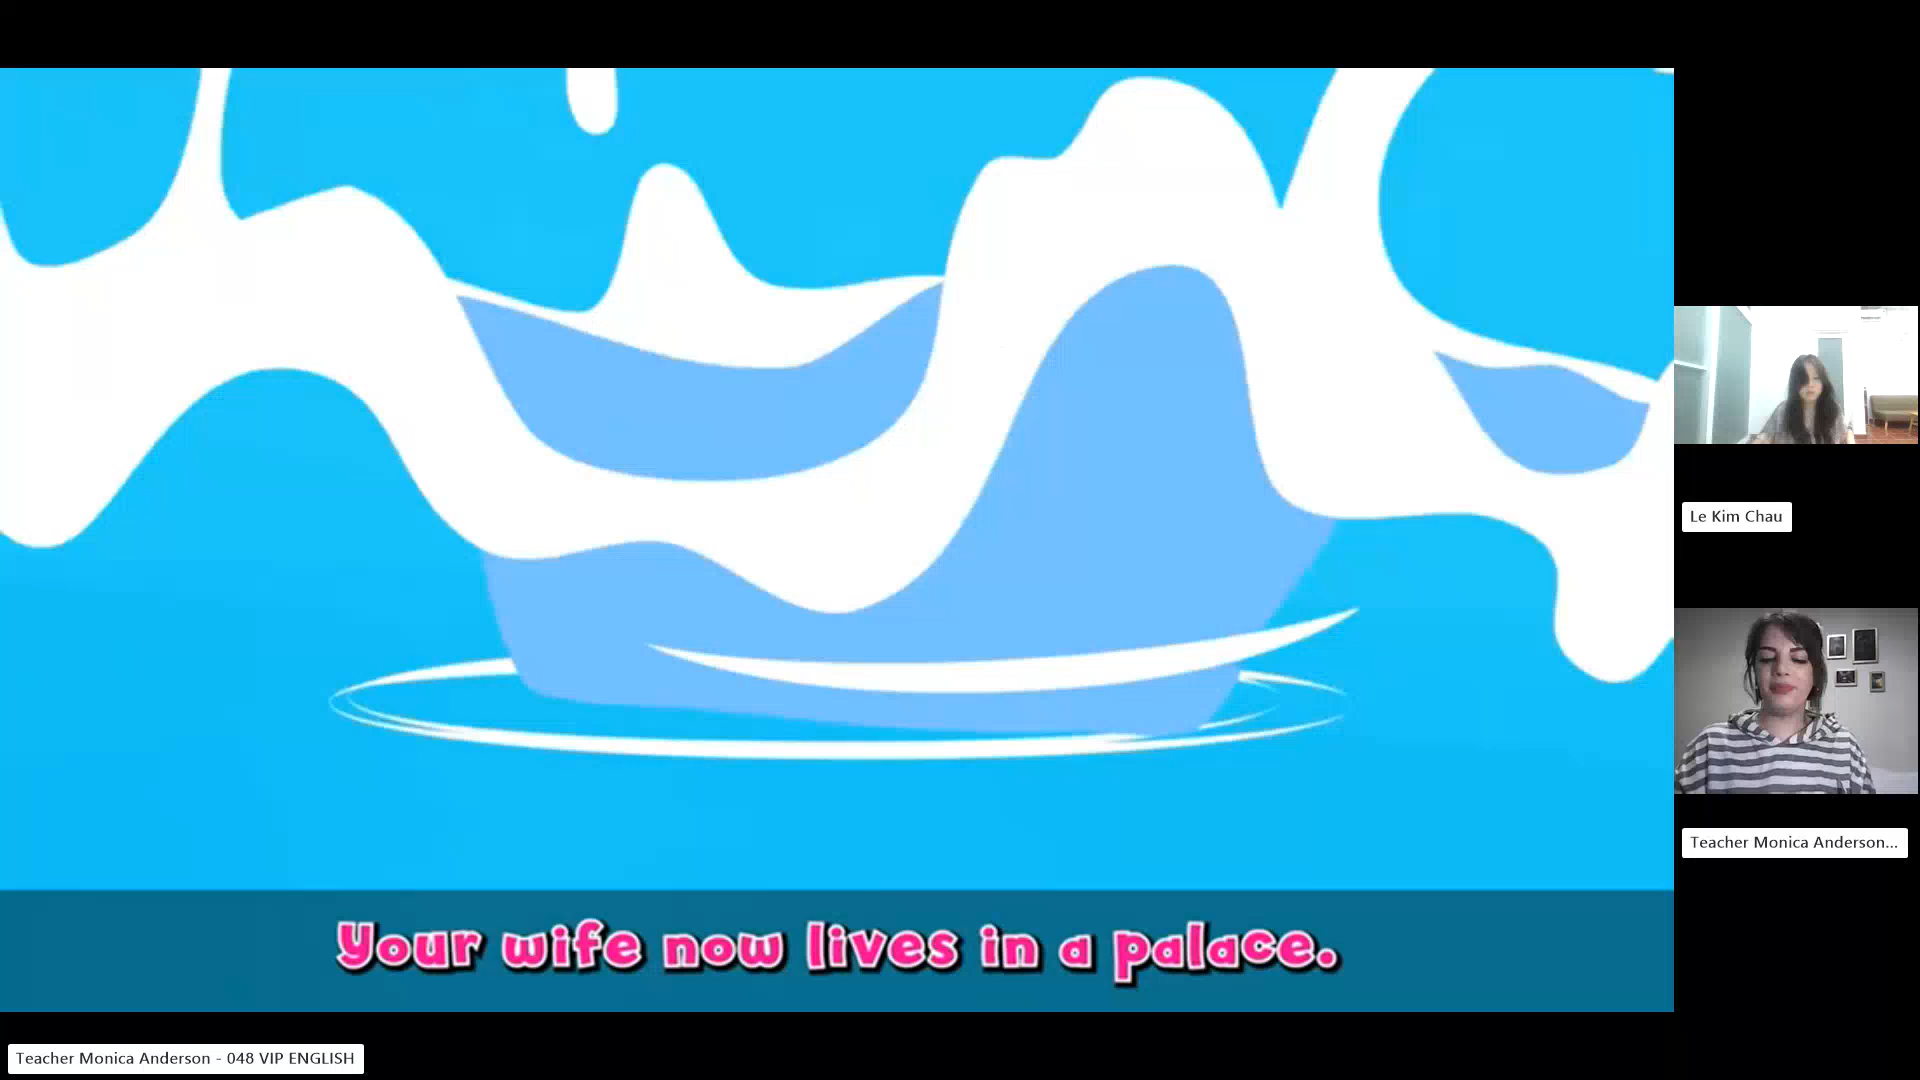 Your wife now lives in a palace.
Le Kim Chau
Teacher Monica Anderson...
Teacher Monica Anderson - 048 VIP ENGLISH